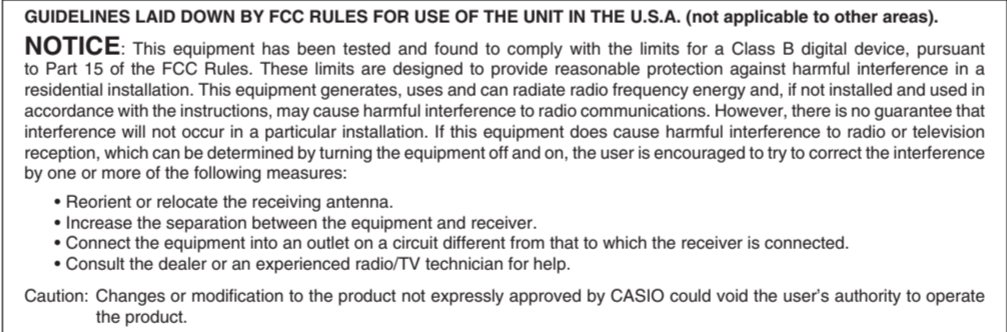 GUIDELINES LAID DOWN BY FCC RULES FOR USE OF THE UNIT IN THE U.S.A. (not applicable to other areas).
NOTICE: This equipment has been tested and found to comply with the limits for a Class B digital device, pursuant
to Part 15 of the FCC Rules. These limits are designed to provide reasonable protection against harmful interference in a
residential installation. This equipment generates, uses and can radiate radio frequency energy and, if not installed and used in
accordance with the instructions, may cause harmful interference to radio communications. However, there is no guarantee that
interference will not occur in a particular installation. If this equipment does cause harmful interference to radio or television
reception, which can be determined by turning the equipment off and on, the user is encouraged to try to correct the interference
by one or more of the following measures:
• Reorient or relocate the receiving antenna.
• Increase the separation between the equipment and receiver.
• Connect the equipment into an outlet on a circuit different from that to which the receiver is connected.
• Consult the dealer or an experienced radio/TV technician for help.
Caution: Changes or modification to the product not expressly approved by CASIO could void the user's authority to operate
the product.